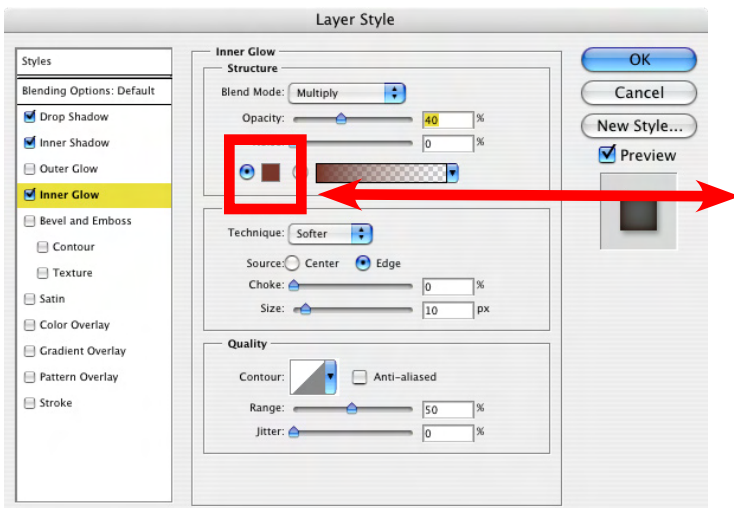 Layer Style
Styles
Blending Options: Default
Drop Shadow
Inner Shadow
Outer Glow
Inner Glow
Bevel and Emboss
Contour
Texture
Satin
Color Overlay
Gradient Overlay
Pattern Overlay
Stroke
Inner Glow
Structure
Blend Mode: Multiply
Opacity: 40 %
0 %
Technique: Softer
Source: Center Edge
Choke: 0 %
Size: 10 px
Quality
Contour: Anti-aliased
Range: 50 %
Jitter: 0 %
OK
Cancel
New Style...
Preview